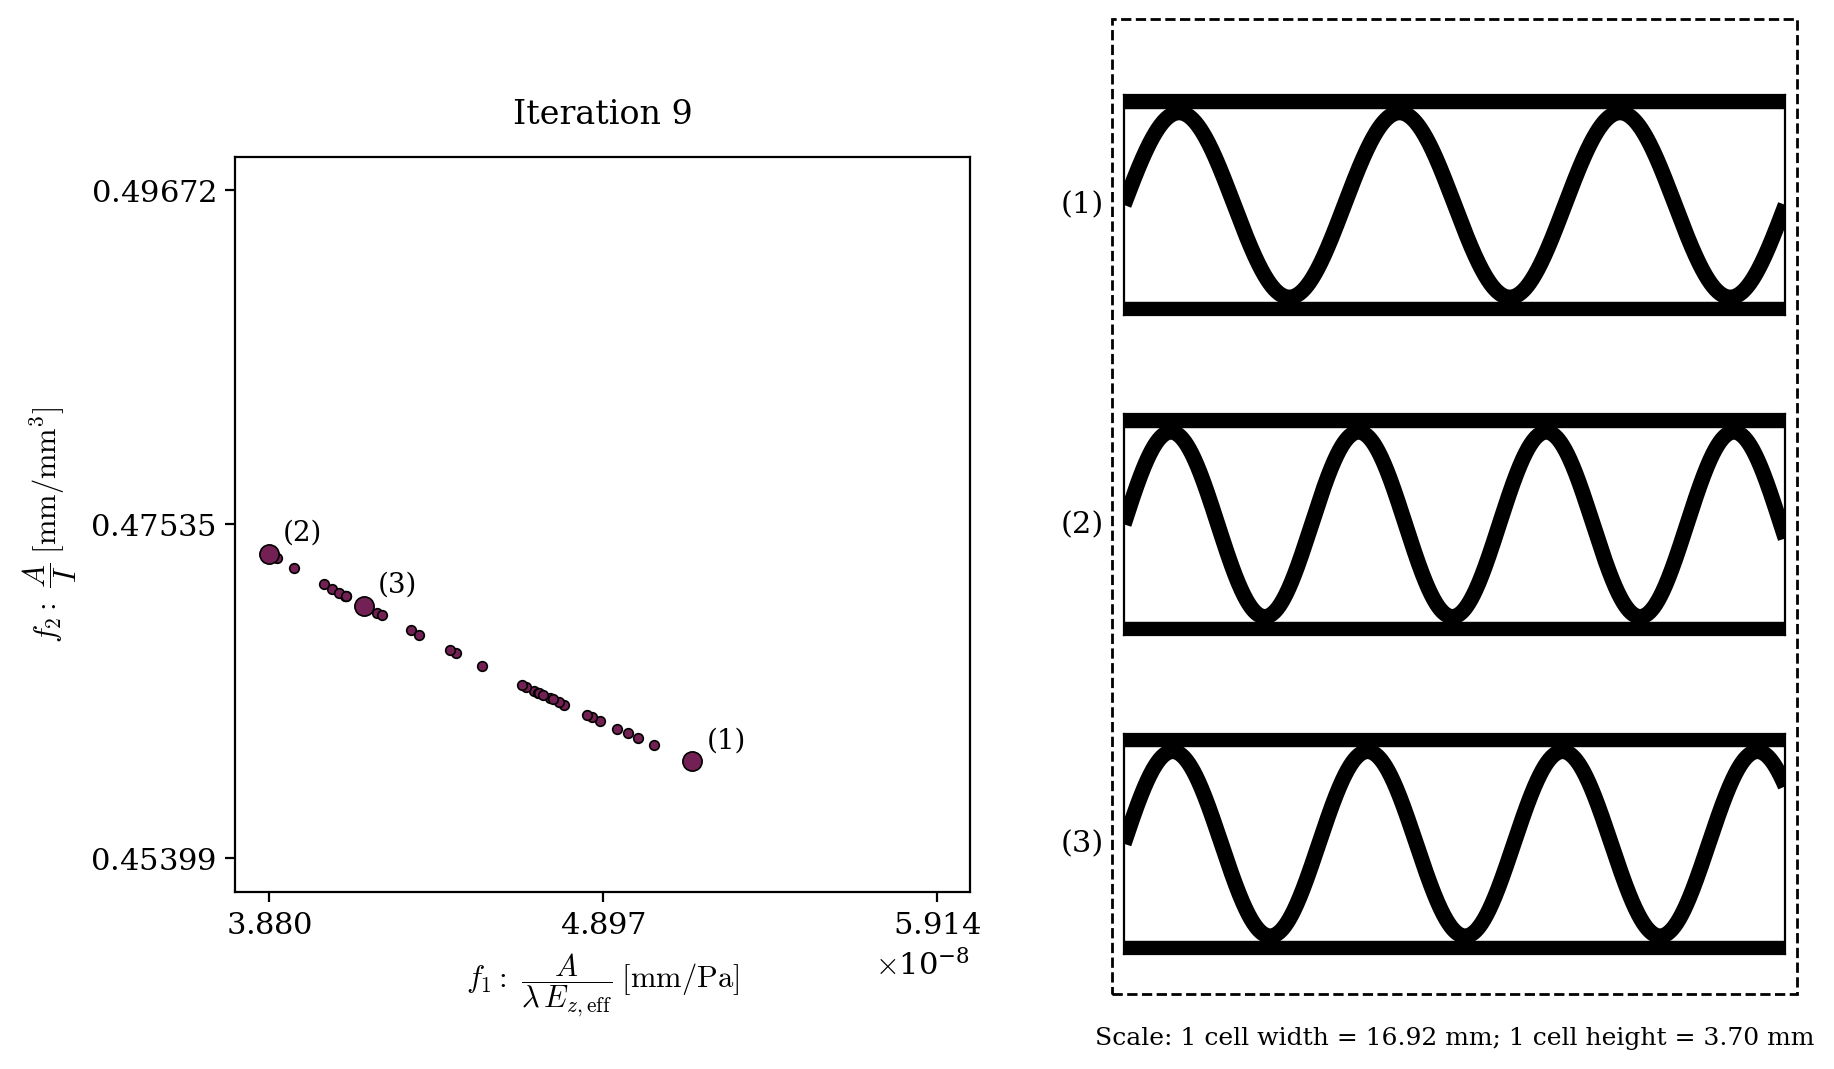 Iteration 9
0.49672
0.47535
0.45399
f₂ : A/I [mm/mm³]
(2)
(3)
(1)
3.880 4.897 5.914
×10⁻⁸
f₁ : A/(λ E_{z,eff}) [mm/Pa]
(1)
(2)
(3)
Scale: 1 cell width = 16.92 mm; 1 cell height = 3.70 mm